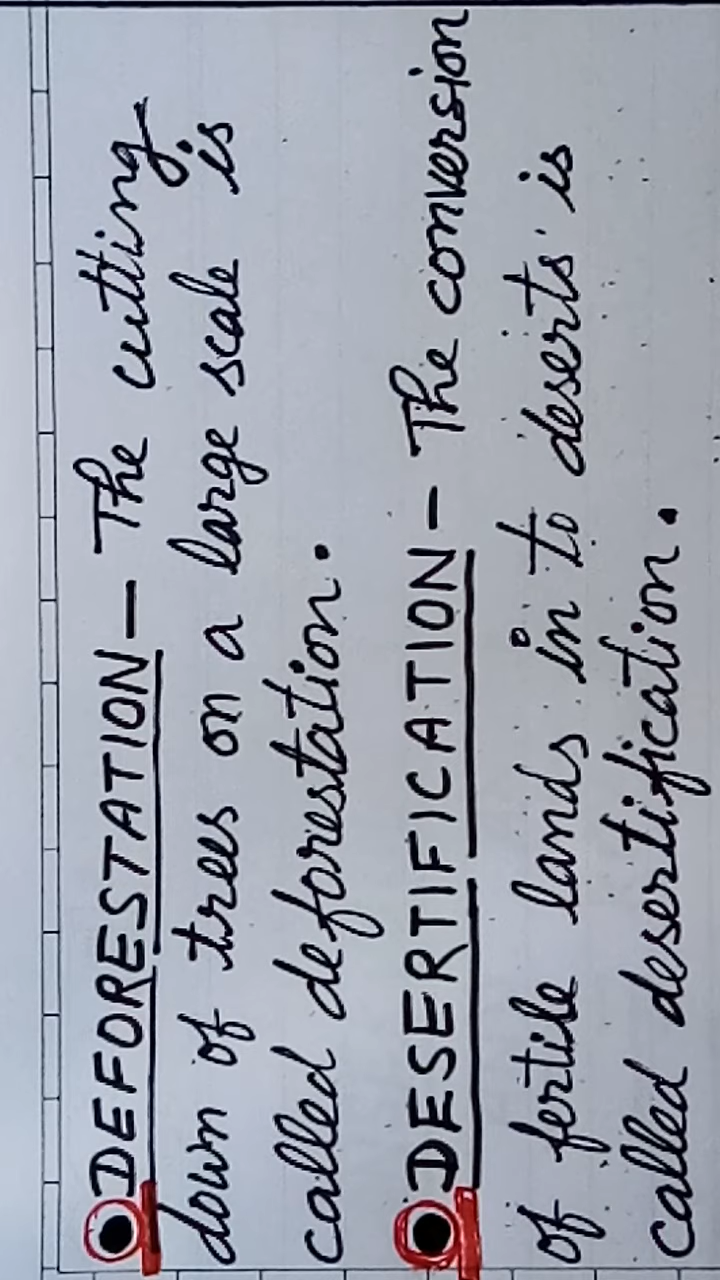 DEFORESTATION — The cutting
down of trees on a large scale is
called deforestation.
DESERTIFICATION — The conversion
of fertile lands in to deserts is
called desertification.